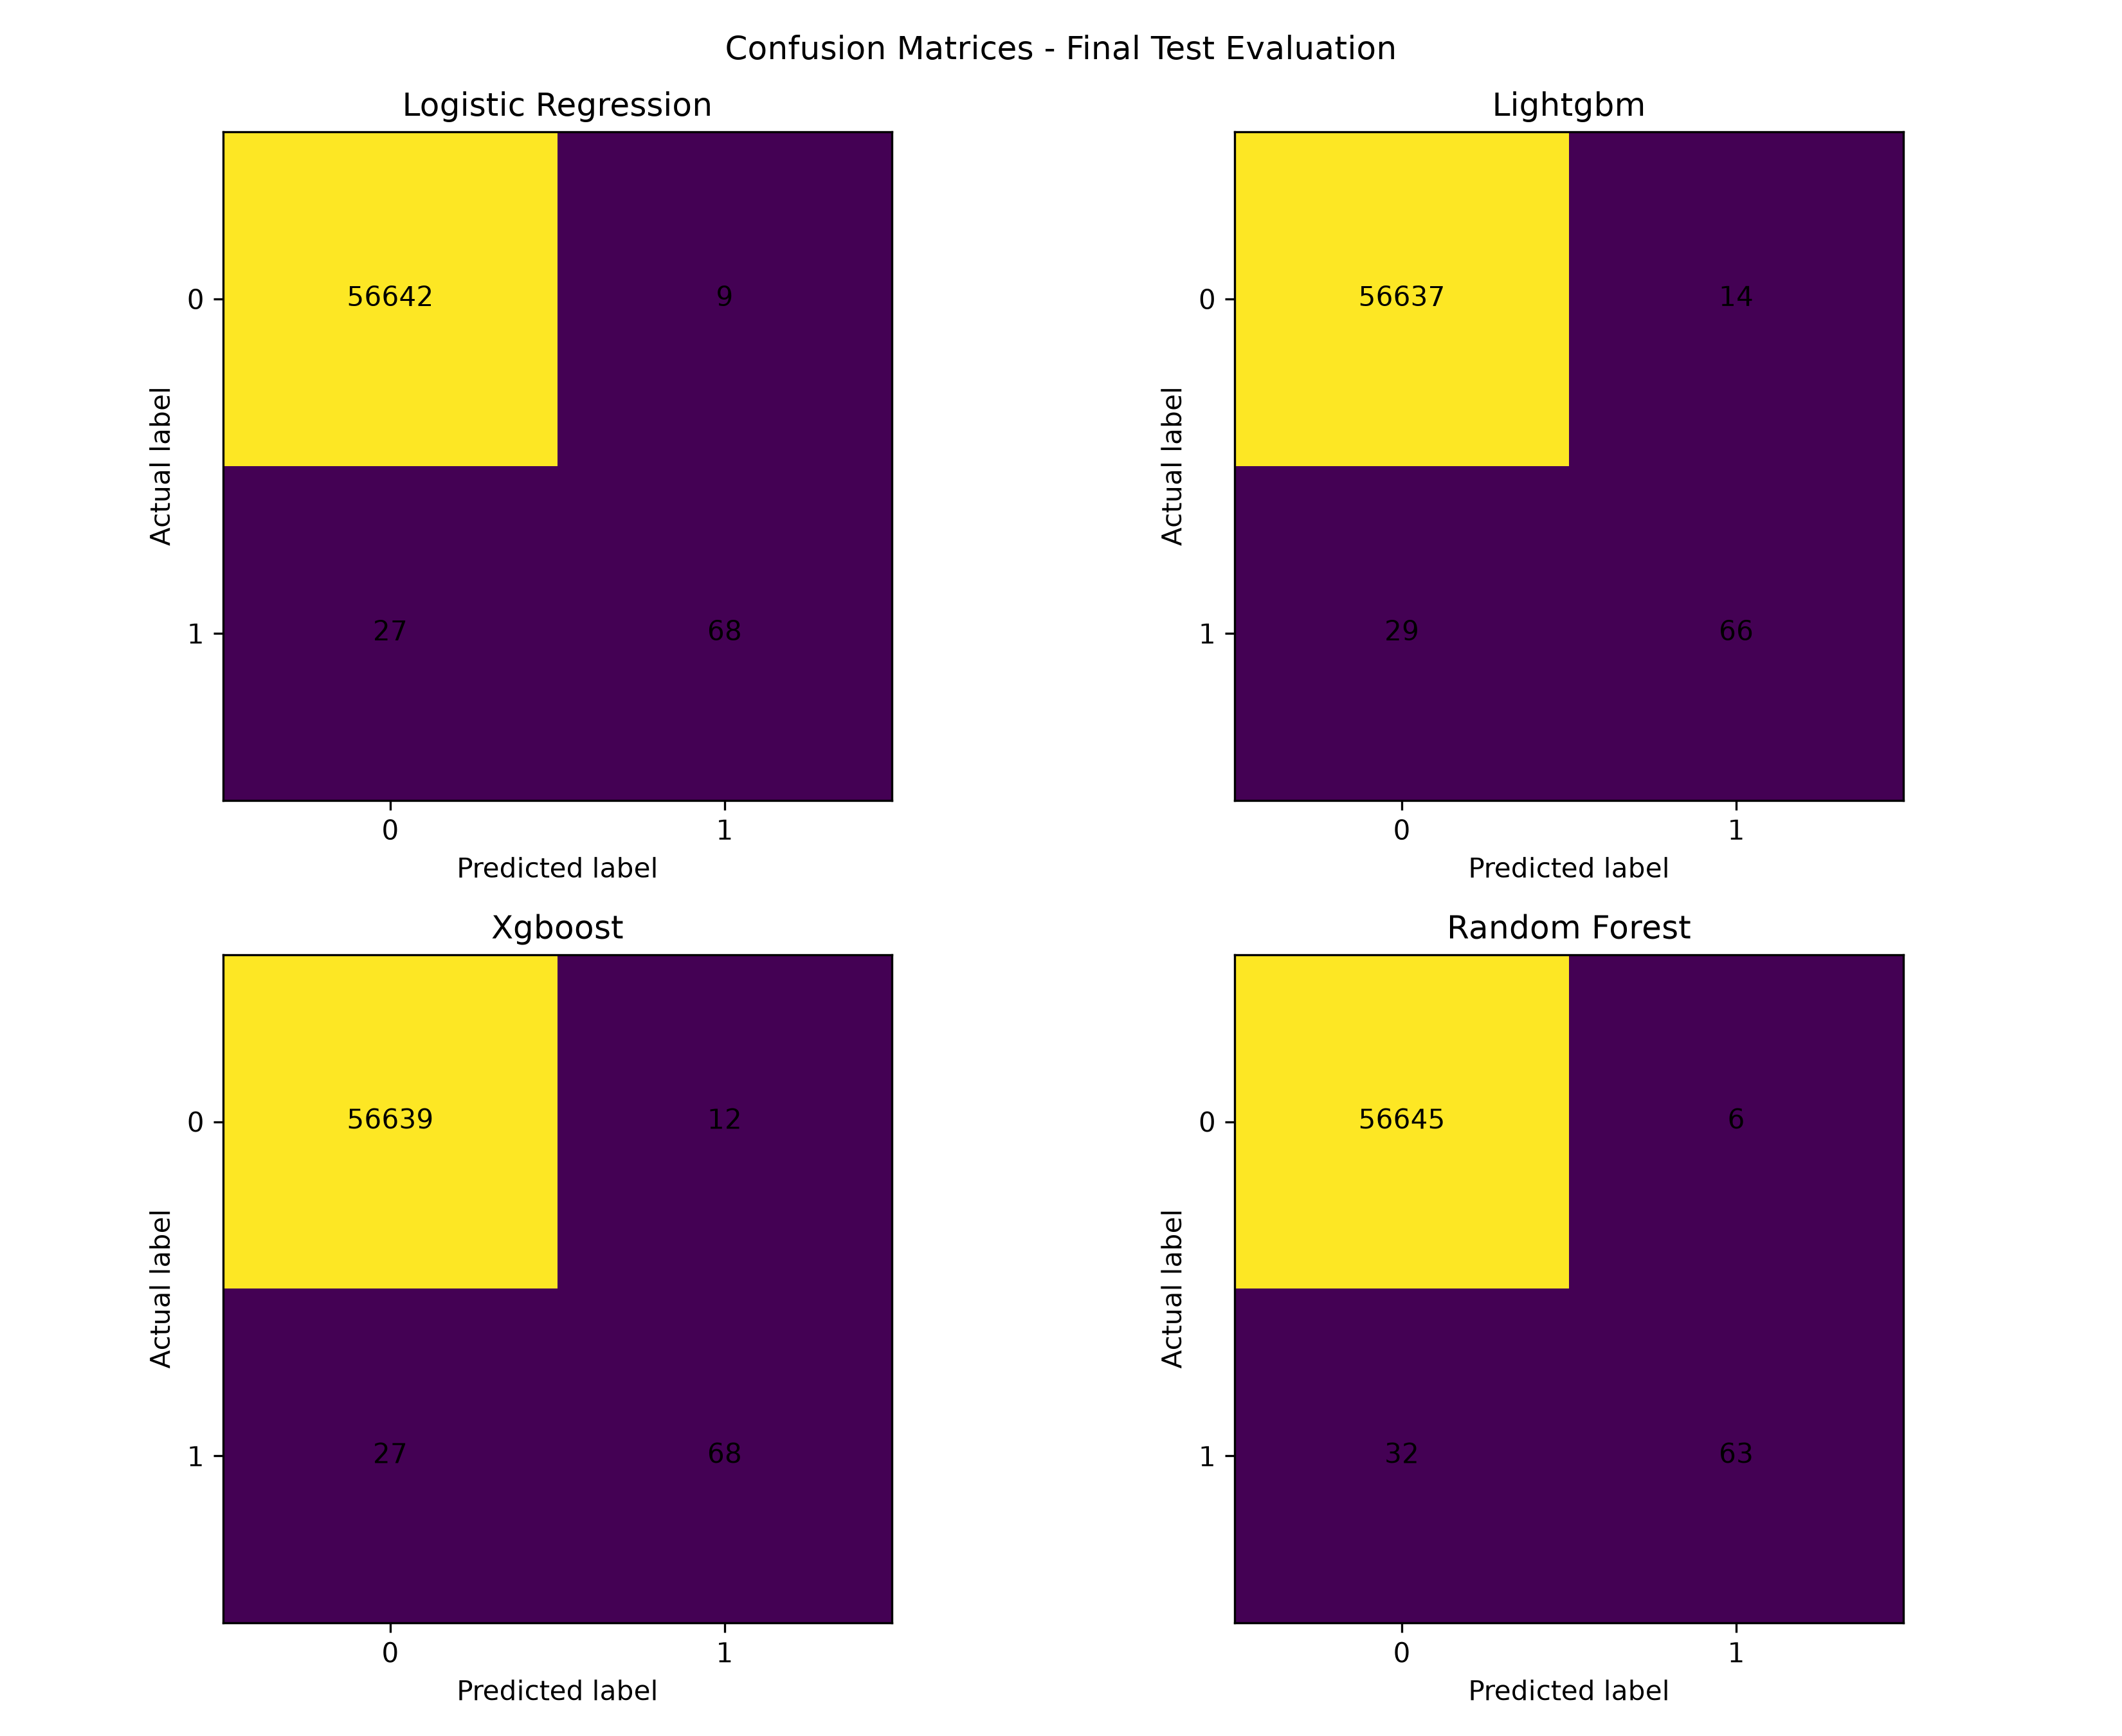 Confusion Matrices - Final Test Evaluation
Logistic Regression
Actual label
0
56642
9
1
27
68
0
1
Predicted label
Lightgbm
Actual label
0
56637
14
1
29
66
0
1
Predicted label
Xgboost
Actual label
0
56639
12
1
27
68
0
1
Predicted label
Random Forest
Actual label
0
56645
6
1
32
63
0
1
Predicted label